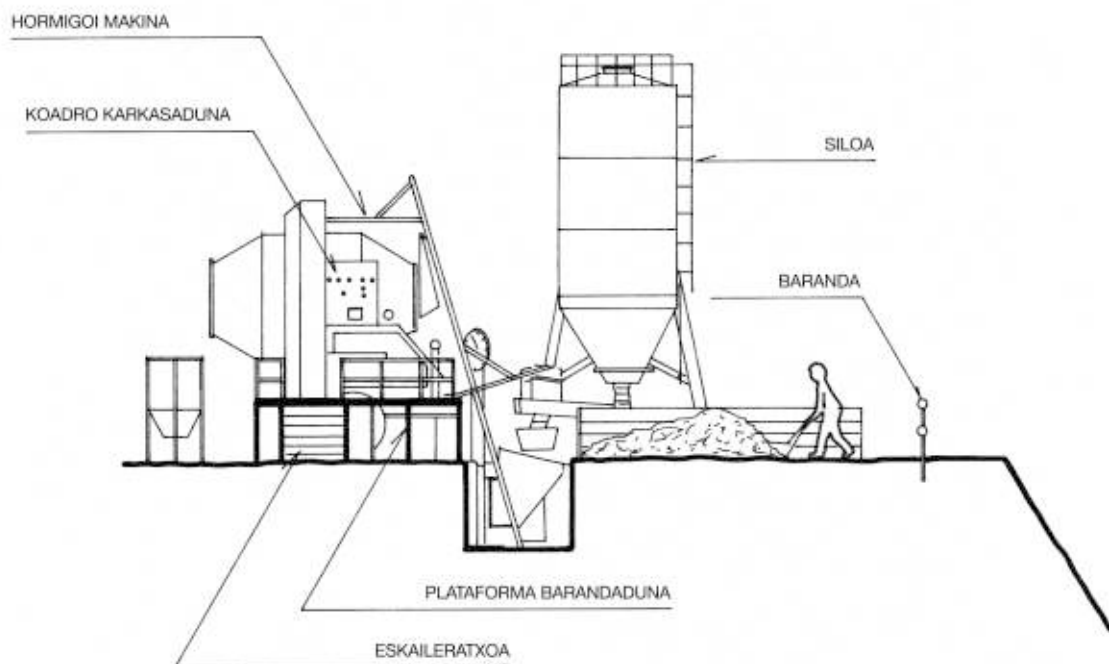 HORMIGOI MAKINA
KOADRO KARKASADUNA
SILOA
BARANDA
PLATAFORMA BARANDADUNA
ESKAILERATXOA